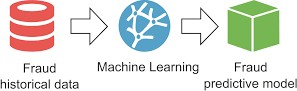 Fraud
historical data
Machine Learning
Fraud
predictive model